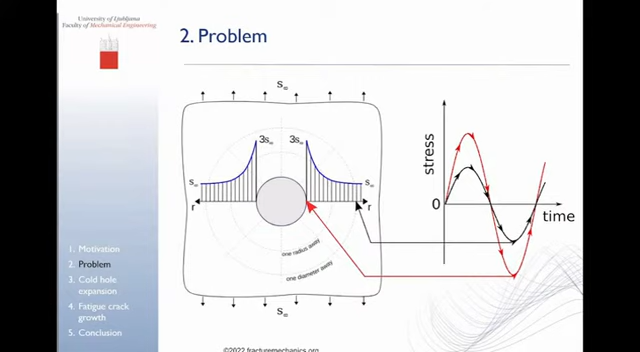 University of Ljubljana
Faculty of Mechanical Engineering
2. Problem
S∞
3s∞ 3s∞
s∞ s∞
r r
one radius away
one diameter away
S∞
stress
0
time
1. Motivation
2. Problem
3. Cold hole
expansion
4. Fatigue crack
growth
5. Conclusion
©2022 fracturemechanics.org